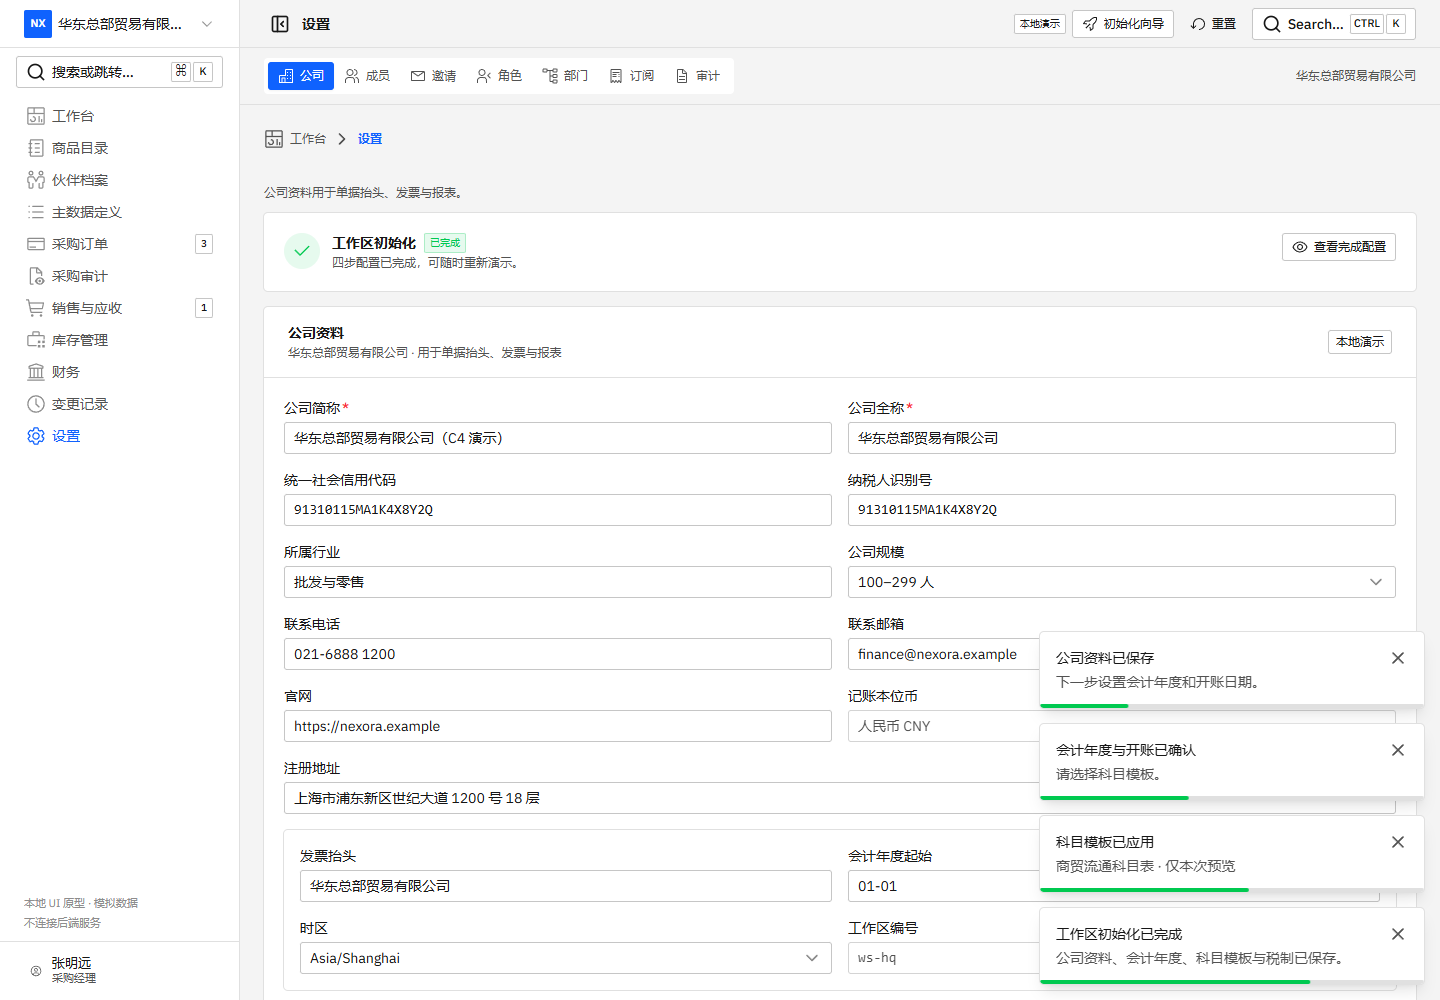 NX 华东总部贸易有限...
设置
本地演示
初始化向导
重置
Search... CTRL K
搜索或跳转... ⌘ K
公司
成员
邀请
角色
部门
订阅
审计
华东总部贸易有限公司
工作台
商品目录
伙伴档案
主数据定义
采购订单 3
采购审计
销售与应收 1
库存管理
财务
变更记录
设置
本地 UI 原型 · 模拟数据
不连接后端服务
张明远
采购经理
工作台 设置
公司资料用于单据抬头、发票与报表。
工作区初始化 已完成
四步配置已完成，可随时重新演示。
查看完成配置
公司资料
华东总部贸易有限公司 · 用于单据抬头、发票与报表
本地演示
公司简称*
华东总部贸易有限公司（C4 演示）
公司全称*
华东总部贸易有限公司
统一社会信用代码
91310115MA1K4X8Y2Q
纳税人识别号
91310115MA1K4X8Y2Q
所属行业
批发与零售
公司规模
100–299 人
联系电话
021-6888 1200
联系邮箱
finance@nexora.example
官网
https://nexora.example
记账本位币
人民币 CNY
注册地址
上海市浦东新区世纪大道 1200 号 18 层
发票抬头
华东总部贸易有限公司
会计年度起始
01-01
时区
Asia/Shanghai
工作区编号
ws-hq
公司资料已保存
下一步设置会计年度和开账日期。
会计年度与开账已确认
请选择科目模板。
科目模板已应用
商贸流通科目表 · 仅本次预览
工作区初始化已完成
公司资料、会计年度、科目模板与税制已保存。